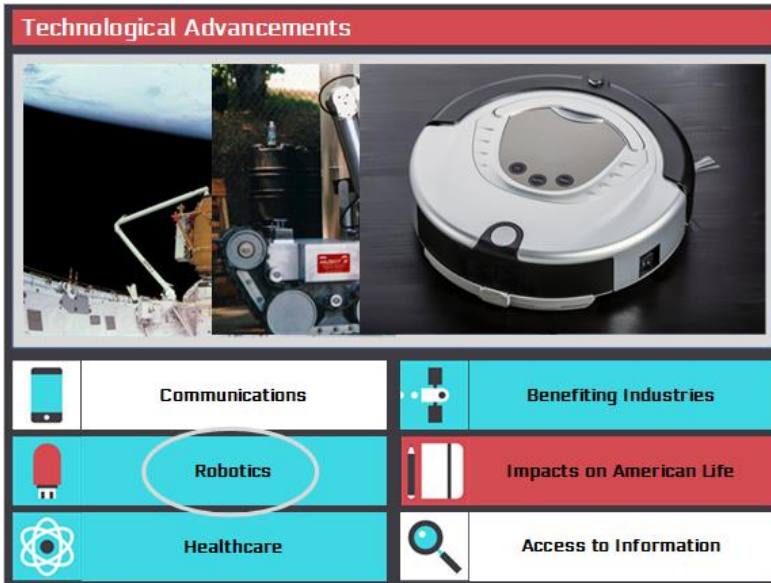 Technological Advancements
Communications
Benefiting Industries
Robotics
Impacts on American Life
Healthcare
Access to Information